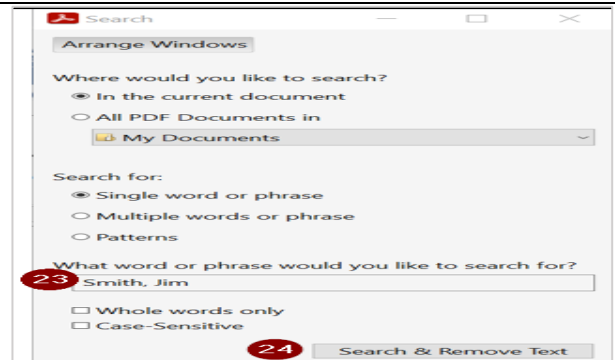 Search
Arrange Windows
Where would you like to search?
In the current document
All PDF Documents in
My Documents
Search for:
Single word or phrase
Multiple words or phrase
Patterns
What word or phrase would you like to search for?
23 Smith, Jim
Whole words only
Case-Sensitive
24 Search & Remove Text